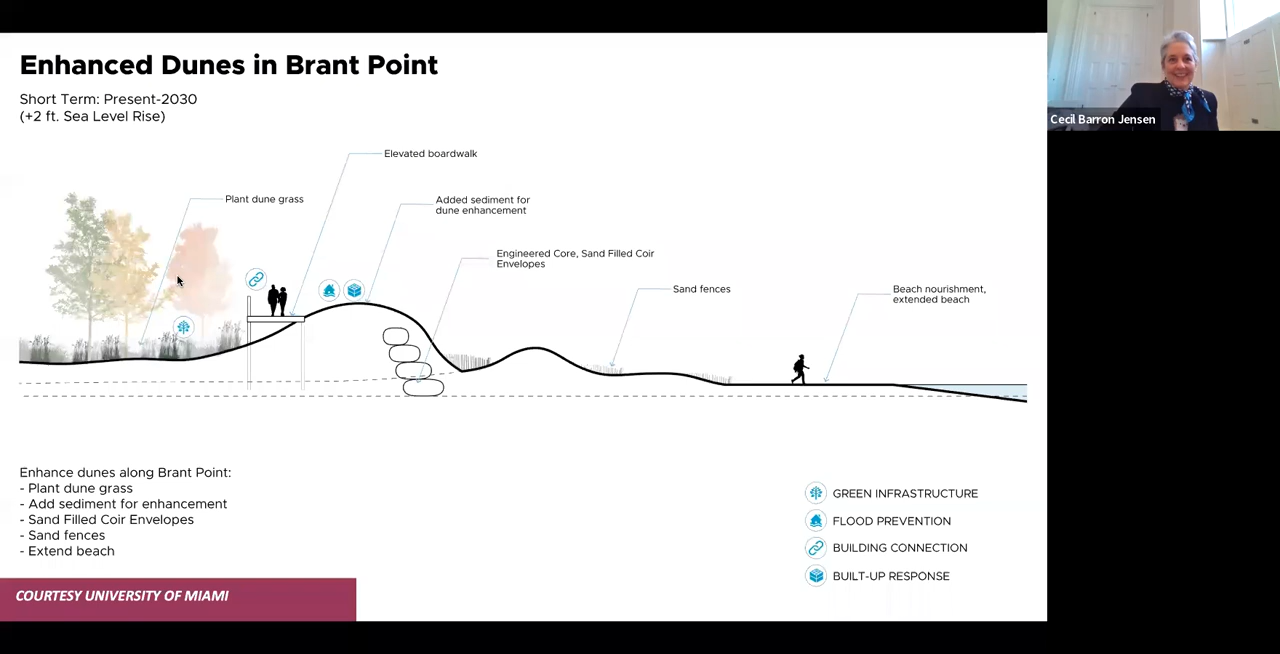 Enhanced Dunes in Brant Point
Short Term: Present-2030
(+2 ft. Sea Level Rise)
Elevated boardwalk
Plant dune grass
Added sediment for
dune enhancement
Engineered Core, Sand Filled Coir
Envelopes
Sand fences
Beach nourishment,
extended beach
Enhance dunes along Brant Point:
- Plant dune grass
- Add sediment for enhancement
- Sand Filled Coir Envelopes
- Sand fences
- Extend beach
GREEN INFRASTRUCTURE
FLOOD PREVENTION
BUILDING CONNECTION
BUILT-UP RESPONSE
COURTESY UNIVERSITY OF MIAMI
Cecil Barron Jensen